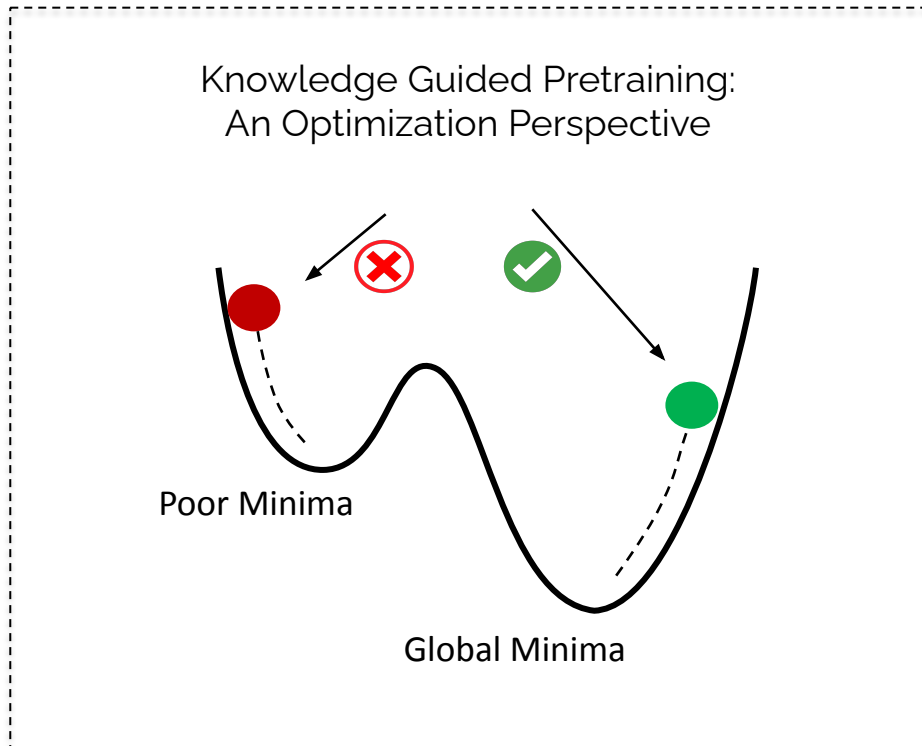 Knowledge Guided Pretraining:
An Optimization Perspective
Poor Minima
Global Minima